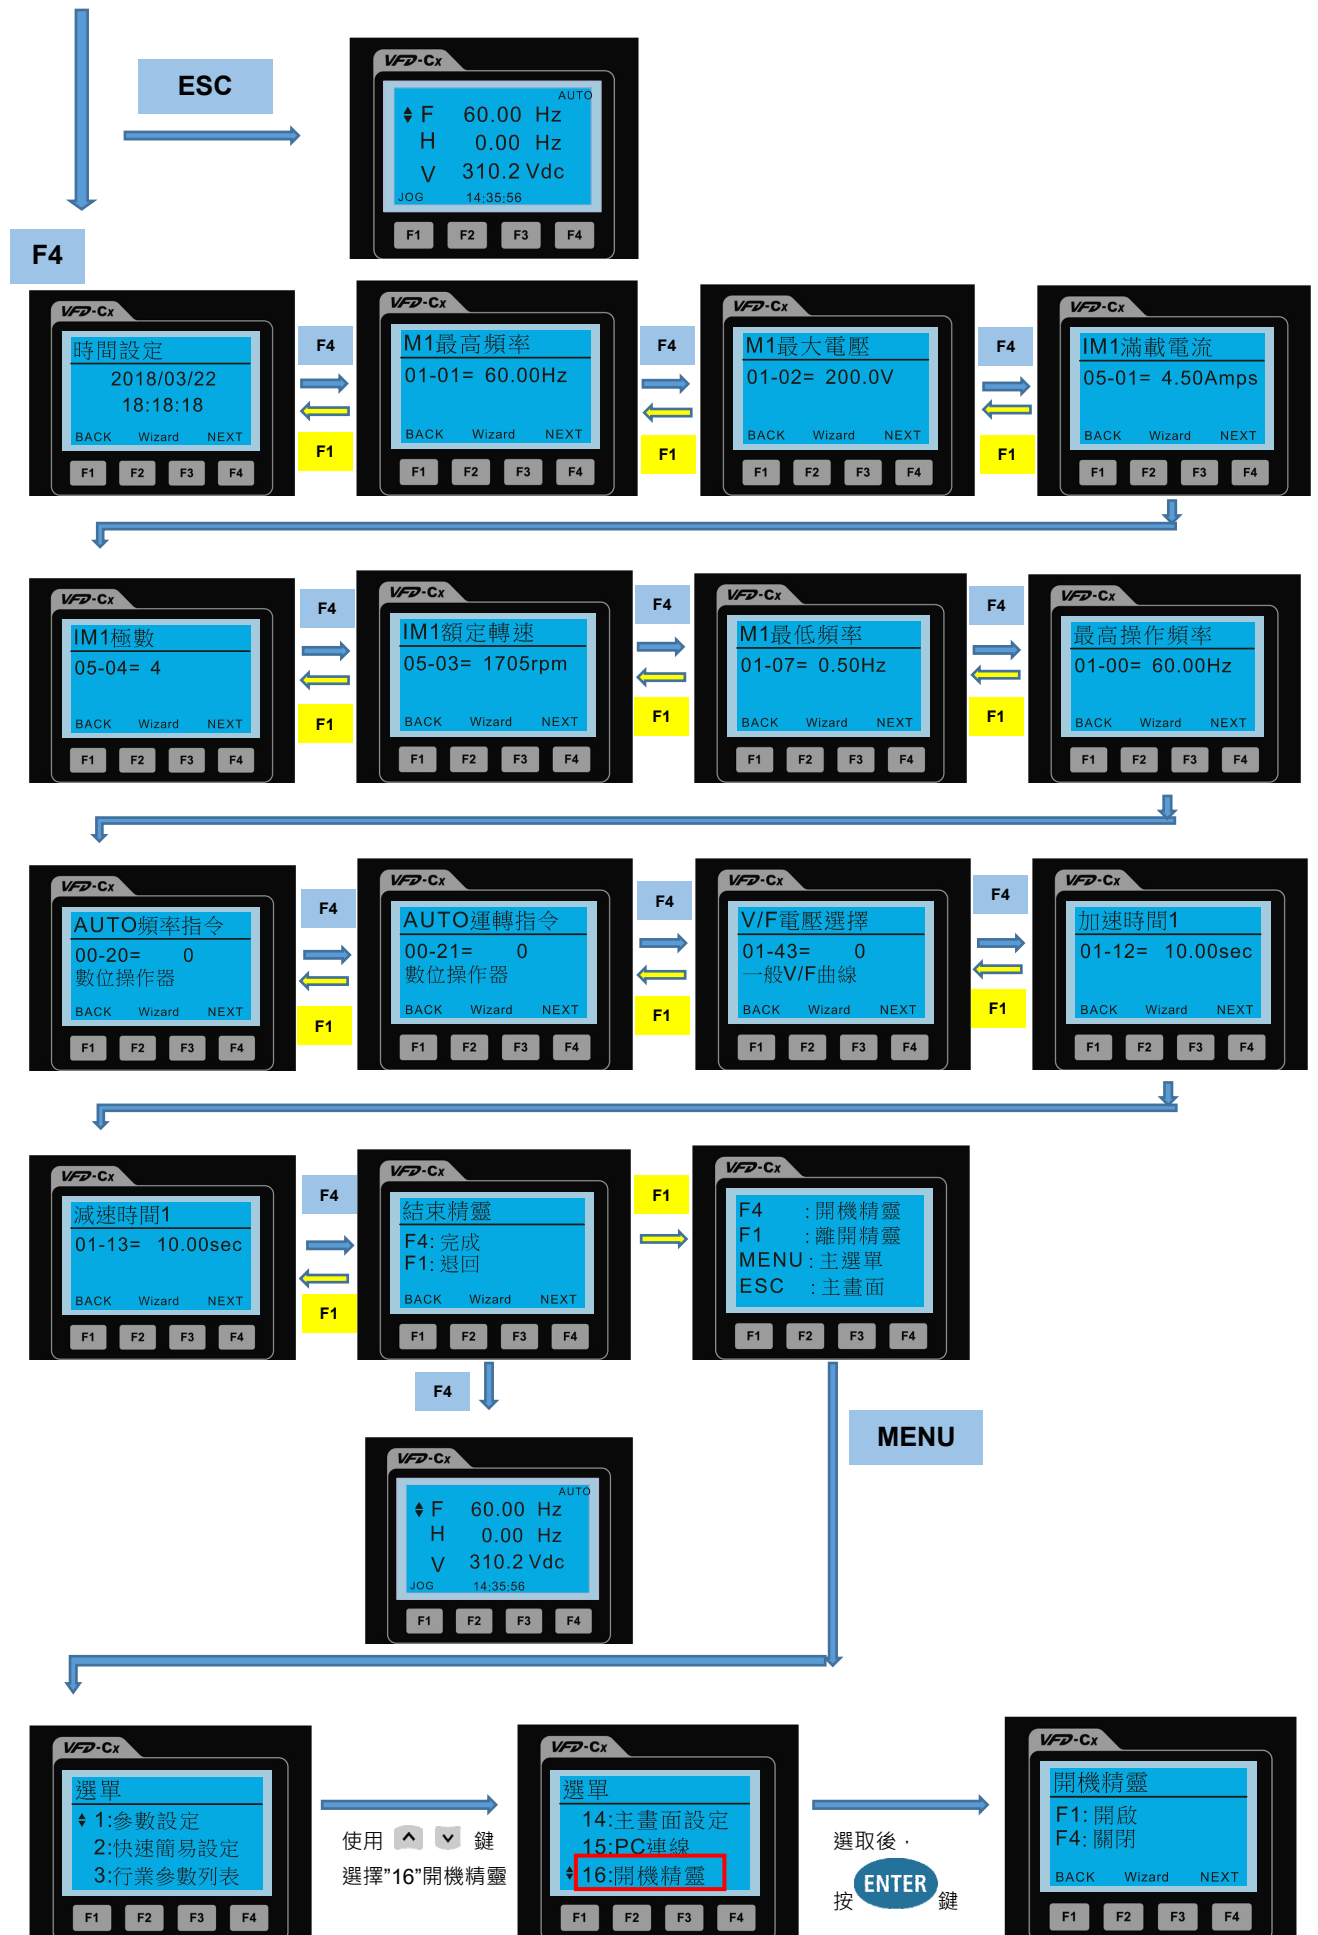 ESC
VFD-Cx
AUTO
F 60.00 Hz
H 0.00 Hz
V 310.2 Vdc
JOG 14:35:56
F1 F2 F3 F4
F4
VFD-Cx
時間設定
2018/03/22
18:18:18
BACK Wizard NEXT
F1 F2 F3 F4
F4
F1
VFD-Cx
M1最高頻率
01-01= 60.00Hz
BACK Wizard NEXT
F1 F2 F3 F4
F4
F1
VFD-Cx
M1最大電壓
01-02= 200.0V
BACK Wizard NEXT
F1 F2 F3 F4
F4
F1
VFD-Cx
IM1滿載電流
05-01= 4.50Amps
BACK Wizard NEXT
F1 F2 F3 F4
VFD-Cx
IM1極數
05-04= 4
BACK Wizard NEXT
F1 F2 F3 F4
F4
F1
VFD-Cx
IM1額定轉速
05-03= 1705rpm
BACK Wizard NEXT
F1 F2 F3 F4
F4
F1
VFD-Cx
M1最低頻率
01-07= 0.50Hz
BACK Wizard NEXT
F1 F2 F3 F4
F4
F1
VFD-Cx
最高操作頻率
01-00= 60.00Hz
BACK Wizard NEXT
F1 F2 F3 F4
VFD-Cx
AUTO頻率指令
00-20= 0
數位操作器
BACK Wizard NEXT
F1 F2 F3 F4
F4
F1
VFD-Cx
AUTO運轉指令
00-21= 0
數位操作器
BACK Wizard NEXT
F1 F2 F3 F4
F4
F1
VFD-Cx
V/F電壓選擇
01-43= 0
一般V/F曲線
BACK Wizard NEXT
F1 F2 F3 F4
F4
F1
VFD-Cx
加速時間1
01-12= 10.00sec
BACK Wizard NEXT
F1 F2 F3 F4
VFD-Cx
減速時間1
01-13= 10.00sec
BACK Wizard NEXT
F1 F2 F3 F4
F4
F1
VFD-Cx
結束精靈
F4: 完成
F1: 退回
BACK Wizard NEXT
F1 F2 F3 F4
F1
VFD-Cx
F4 :開機精靈
F1 :離開精靈
MENU:主選單
ESC :主畫面
F1 F2 F3 F4
F4
MENU
VFD-Cx
AUTO
F 60.00 Hz
H 0.00 Hz
V 310.2 Vdc
JOG 14:35:56
F1 F2 F3 F4
VFD-Cx
選單
1:參數設定
2:快速簡易設定
3:行業參數列表
F1 F2 F3 F4
使用 鍵
選擇”16”開機精靈
VFD-Cx
選單
14:主畫面設定
15:PC連線
16:開機精靈
F1 F2 F3 F4
選取後，
按 ENTER 鍵
VFD-Cx
開機精靈
F1: 開啟
F4: 關閉
BACK Wizard NEXT
F1 F2 F3 F4